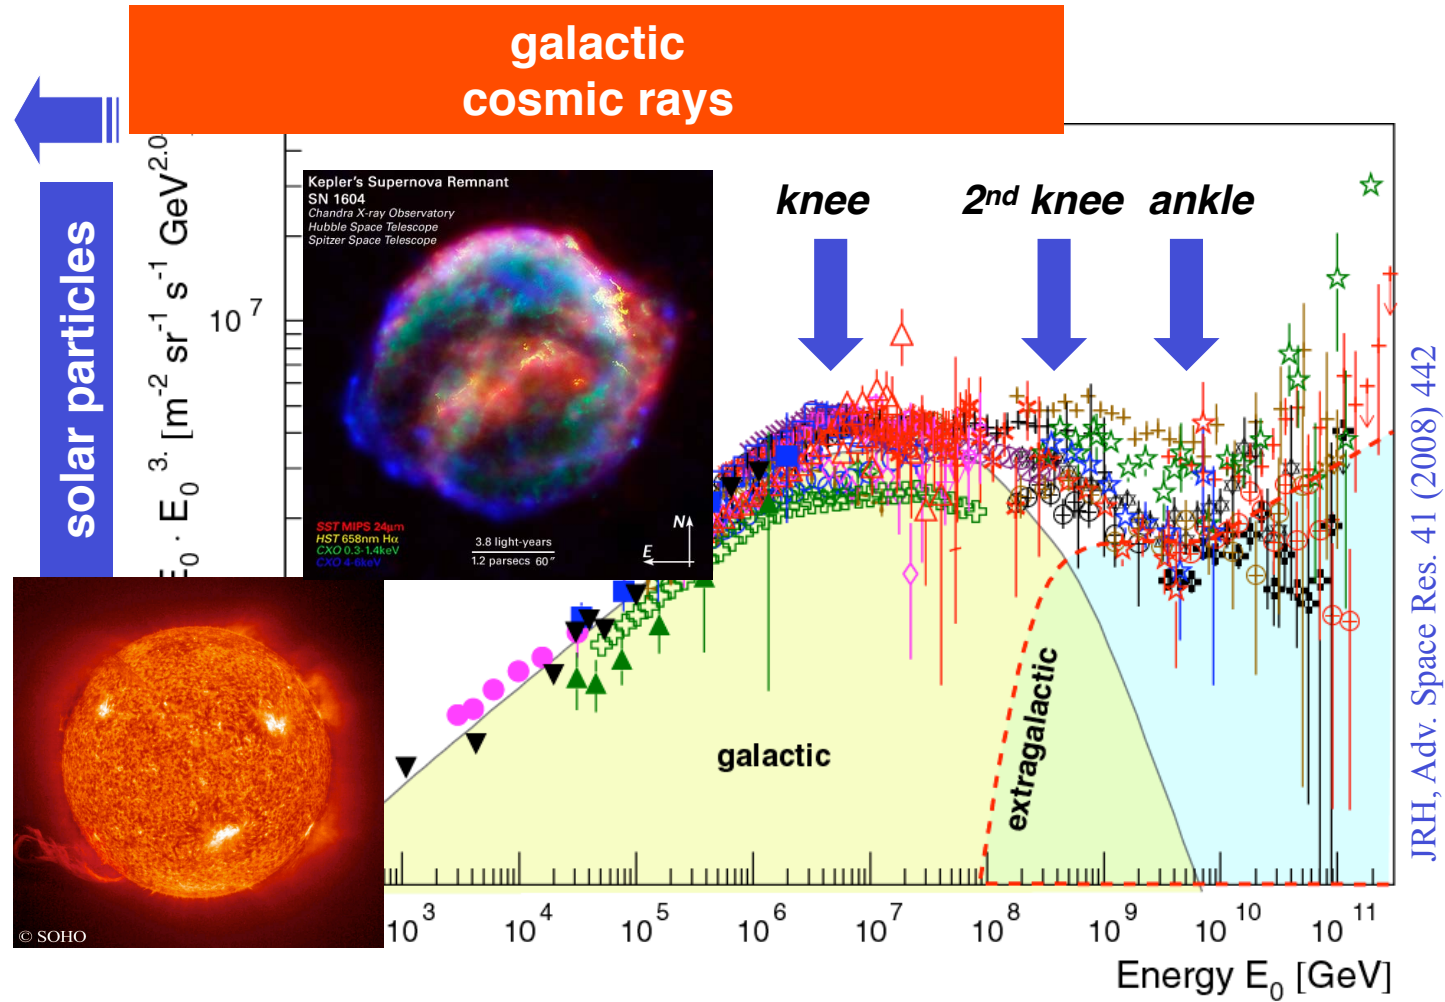 galactic
cosmic rays
solar particles
Kepler's Supernova Remnant
SN 1604
Chandra X-ray Observatory
Hubble Space Telescope
Spitzer Space Telescope
SST MIPS 24μm
HST 658nm Hα
CXO 0.3-1.4keV
CXO 4-6keV
3.8 light-years
1.2 parsecs 60"
N
E
knee
2nd knee
ankle
E0 · E0 3. [m-2 sr-1 s-1 GeV2.0
10 7
galactic
extragalactic
© SOHO
10 3 10 4 10 5 10 6 10 7 10 8 10 9 10 10 10 11
Energy E0 [GeV]
JRH, Adv. Space Res. 41 (2008) 442